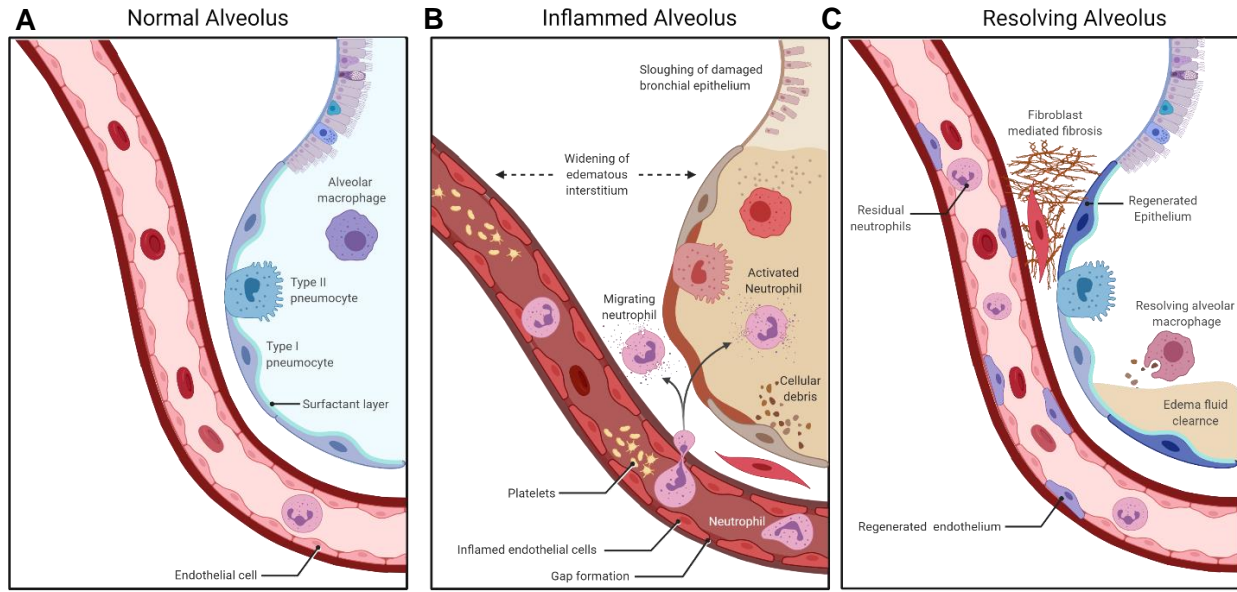 A
Normal Alveolus
Alveolar
macrophage
Type II
pneumocyte
Type I
pneumocyte
Surfactant layer
Endothelial cell
B
Inflammed Alveolus
Sloughing of damaged
bronchial epithelium
Widening of
edematous
interstitium
Activated
Neutrophil
Migrating
neutrophil
Cellular
debris
Platelets
Neutrophil
Inflamed endothelial cells
Gap formation
C
Resolving Alveolus
Fibroblast
mediated fibrosis
Residual
neutrophils
Regenerated
Epithelium
Resolving alveolar
macrophage
Edema fluid
clearnce
Regenerated endothelium